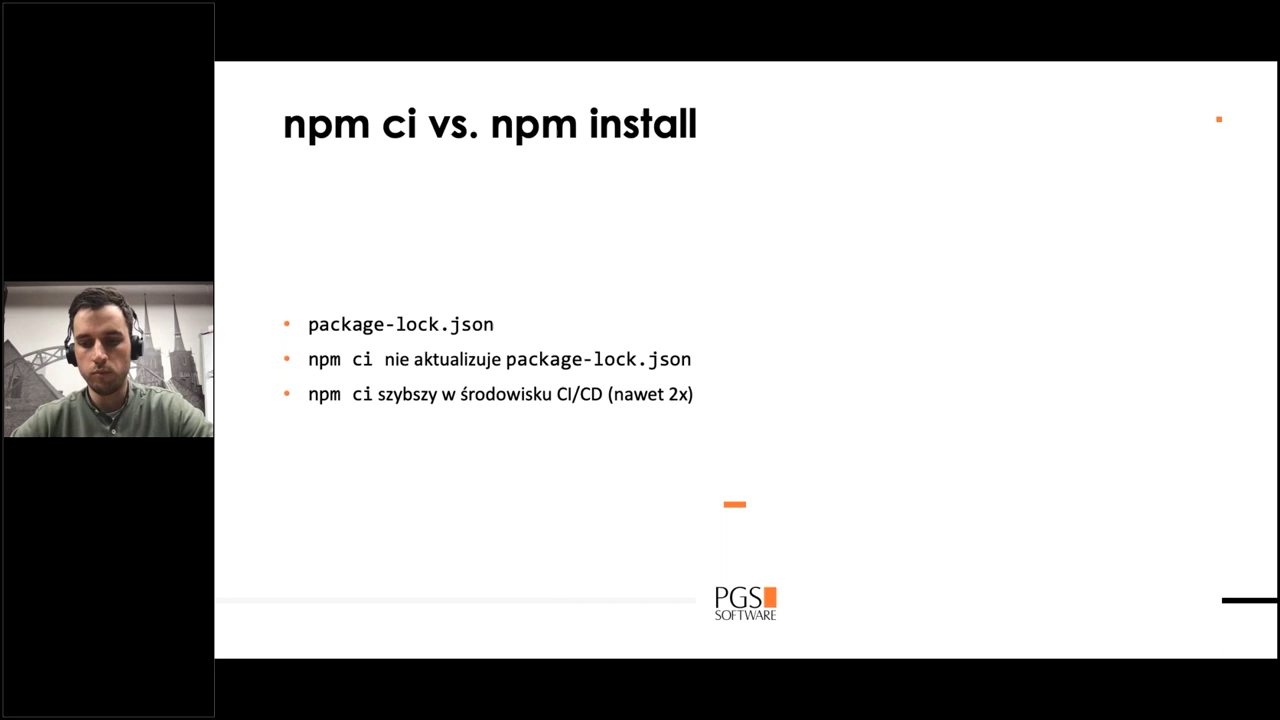 npm ci vs. npm install
package-lock.json
npm ci nie aktualizuje package-lock.json
npm ci szybszy w środowisku CI/CD (nawet 2x)
PGS
SOFTWARE